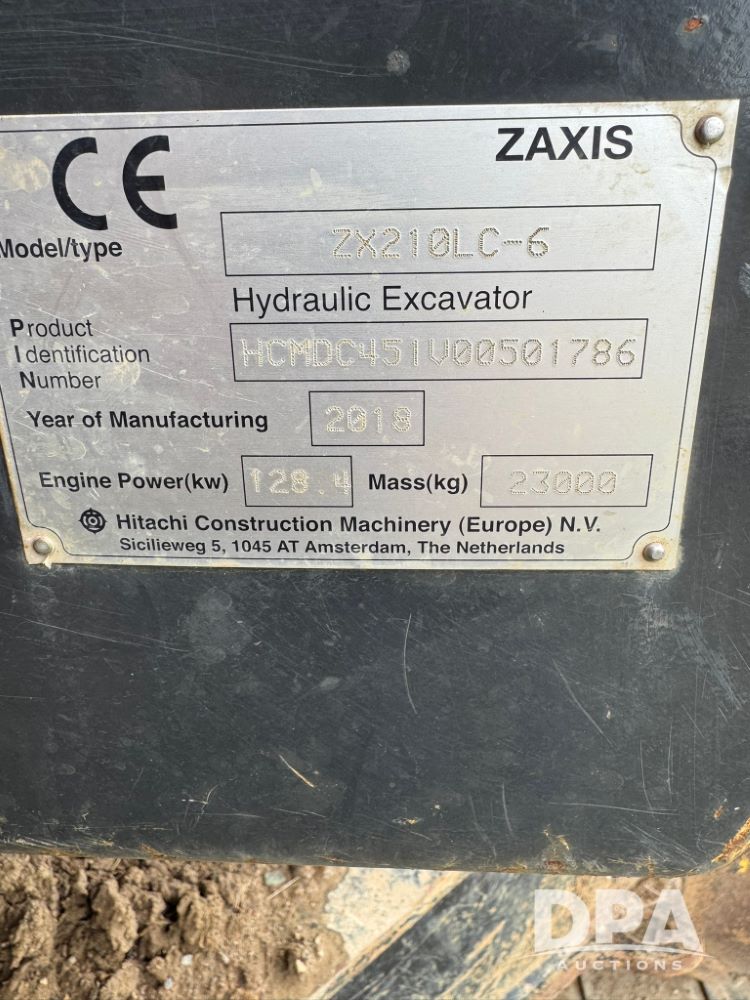 CE ZAXIS
Model/type ZX210LC-6
Hydraulic Excavator
Product
Identification HCMDC451V00501786
Number
Year of Manufacturing 2018
Engine Power(kw) 128.4 Mass(kg) 23000
Hitachi Construction Machinery (Europe) N.V.
Sicilieweg 5, 1045 AT Amsterdam, The Netherlands
DPA
AUCTIONS